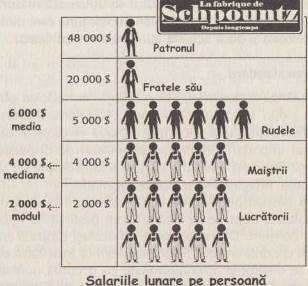 La fabrique de
Schpountz
Depuis longtemps
48 000 $
Patronul
20 000 $
Fratele său
6 000 $
media
5 000 $
Rudele
4 000 $
mediana
4 000 $
Maiştrii
2 000 $
modul
2 000 $
Lucrătorii
Salariile lunare pe persoană